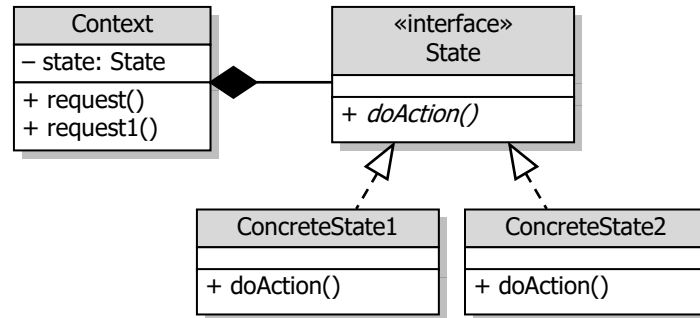 Context
– state: State
+ request()
+ request1()
«interface»
State
+ doAction()
ConcreteState1
+ doAction()
ConcreteState2
+ doAction()